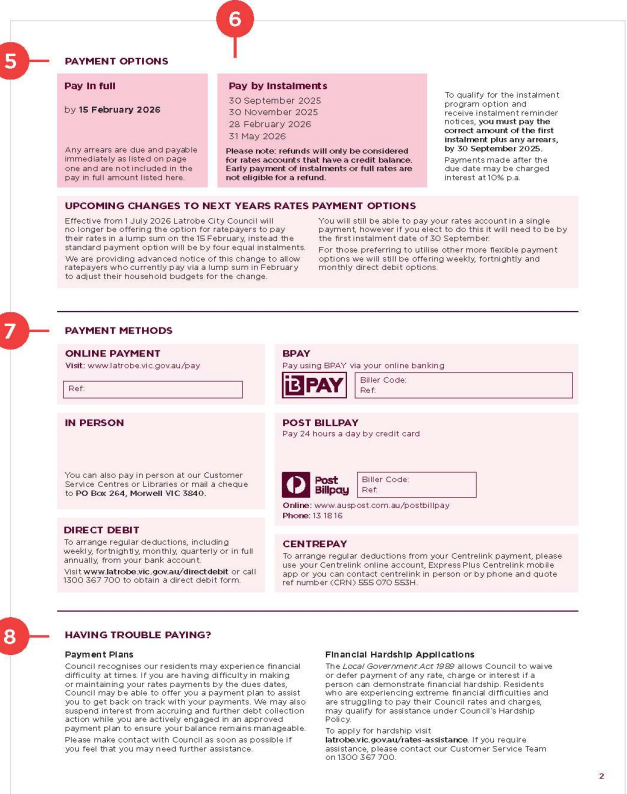 6
5
PAYMENT OPTIONS
Pay in full
by 15 February 2026
Any arrears are due and payable
immediately as listed on page
one and are not included in the
pay in full amount listed here.
Pay by instalments
30 September 2025
30 November 2025
28 February 2026
31 May 2026
Please note: refunds will only be considered
for rates accounts that have a credit balance.
Early payment of instalments or full rates are
not eligible for a refund.
To qualify for the instalment
program option and
receive instalment reminder
notices, you must pay the
correct amount of the first
instalment plus any arrears,
by 30 September 2025.
Payments made after the
due date may be charged
interest at 10% p.a.
UPCOMING CHANGES TO NEXT YEARS RATES PAYMENT OPTIONS
Effective from 1 July 2026 Latrobe City Council will
no longer be offering the option for ratepayers to pay
their rates in a lump sum on the 15 February, instead the
standard payment option will be by four equal instalments.
We are providing advanced notice of this change to allow
ratepayers who currently pay via a lump sum in February
to adjust their household budgets for the change.
You will still be able to pay your rates account in a single
payment, however if you elect to do this it will need to be by
the first instalment date of 30 September.
For those preferring to utilise other more flexible payment
options we will still be offering weekly, fortnightly and
monthly direct debit options.
7
PAYMENT METHODS
ONLINE PAYMENT
Visit: www.latrobe.vic.gov.au/pay
Ref:
BPAY
Pay using BPAY via your online banking
B PAY
Biller Code:
Ref:
IN PERSON
You can also pay in person at our Customer
Service Centres or Libraries or mail a cheque
to PO Box 264, Morwell VIC 3840.
POST BILLPAY
Pay 24 hours a day by credit card
Post
Billpay
Biller Code:
Ref:
Online: www.auspost.com.au/postbillpay
Phone: 13 18 16
DIRECT DEBIT
To arrange regular deductions, including
weekly, fortnightly, monthly, quarterly or in full
annually, from your bank account.
Visit www.latrobe.vic.gov.au/directdebit or call
1300 367 700 to obtain a direct debit form.
CENTREPAY
To arrange regular deductions from your Centrelink payment, please
use your Centrelink online account, Express Plus Centrelink mobile
app or you can contact centrelink in person or by phone and quote
ref number (CRN) 555 070 553H.
8
HAVING TROUBLE PAYING?
Payment Plans
Council recognises our residents may experience financial
difficulty at times. If you are having difficulty in making
or maintaining your rates payments by the due dates,
Council may be able to offer you a payment plan to assist
you to get back on track with your payments. We may also
suspend interest from accruing and further debt collection
action while you are actively engaged in an approved
payment plan to ensure your balance remains manageable.
Please make contact with Council as soon as possible if
you feel that you may need further assistance.
Financial Hardship Applications
The Local Government Act 1989 allows Council to waive
or defer payment of any rate, charge or interest if a
person can demonstrate financial hardship. Residents
who are experiencing extreme financial difficulties and
are struggling to pay their Council rates and charges,
may qualify for assistance under Council's Hardship
Policy.
To apply for hardship visit
latrobe.vic.gov.au/rates-assistance. If you require
assistance, please contact our Customer Service Team
on 1300 367 700.
2